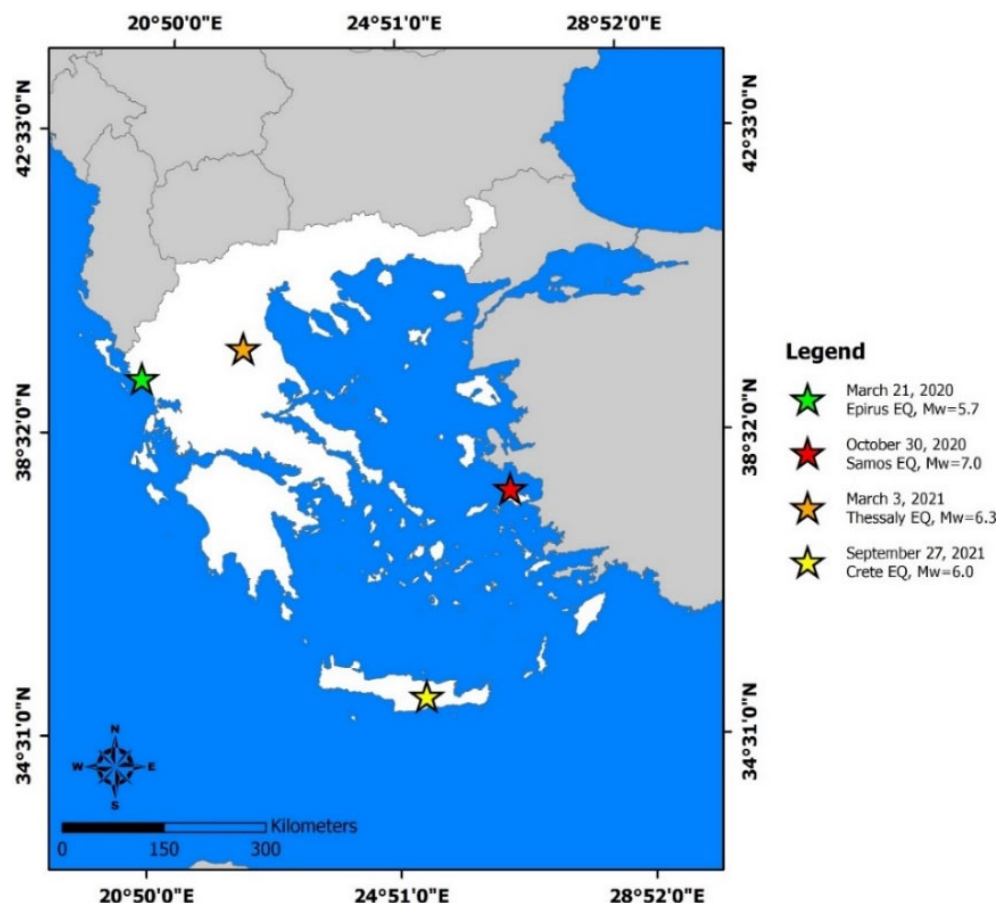 20°50'0"E 24°51'0"E 28°52'0"E
42°33'0"N
42°33'0"N
38°32'0"N
38°32'0"N
34°31'0"N
34°31'0"N
Legend
March 21, 2020
Epirus EQ, Mw=5.7
October 30, 2020
Samos EQ, Mw=7.0
March 3, 2021
Thessaly EQ, Mw=6.3
September 27, 2021
Crete EQ, Mw=6.0
N
W E
S
Kilometers
0 150 300
20°50'0"E 24°51'0"E 28°52'0"E